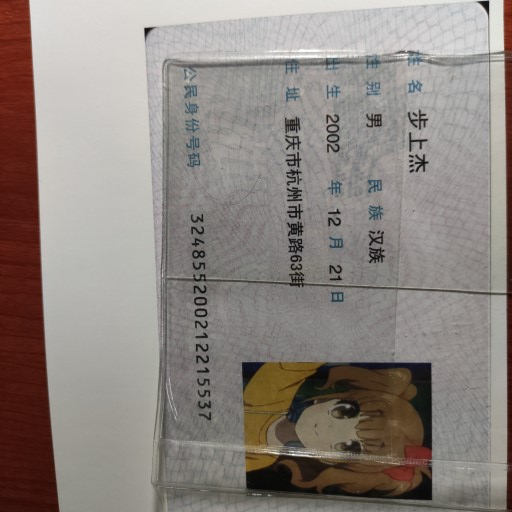 姓名 步上杰
性别 男 民族 汉族
出生 2002 年 12 月 21 日
住址 重庆市杭州市黄路63街
公民身份号码 324855200212215537